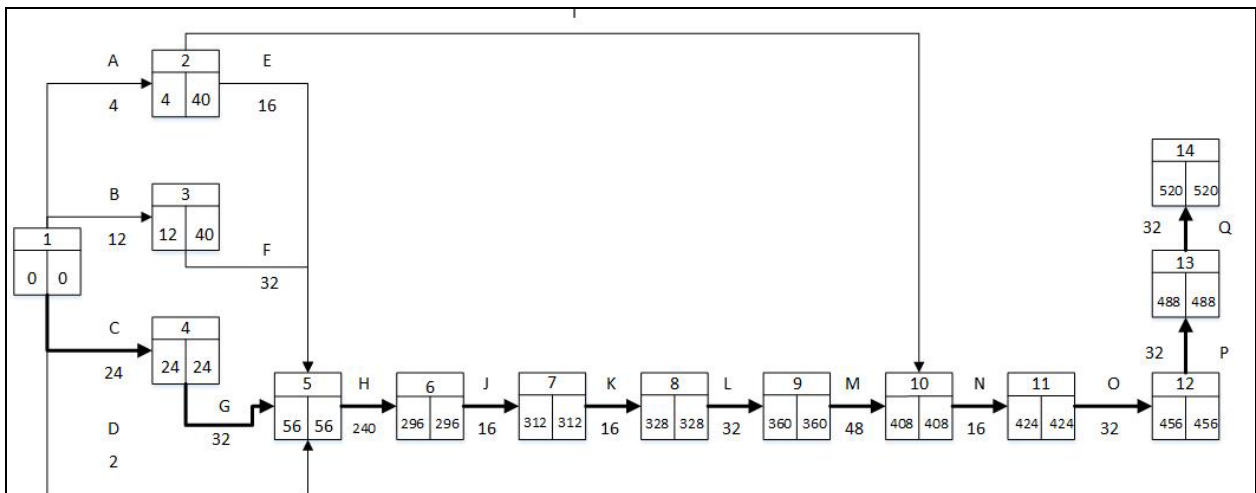 A
4
2
4 40
E
16
B
12
3
12 40
F
32
1
0 0
C
24
4
24 24
G
32
D
2
5
56 56
H
240
6
296 296
J
16
7
312 312
K
16
8
328 328
L
32
9
360 360
M
48
10
408 408
N
16
11
424 424
O
32
12
456 456
32 P
13
488 488
32 Q
14
520 520